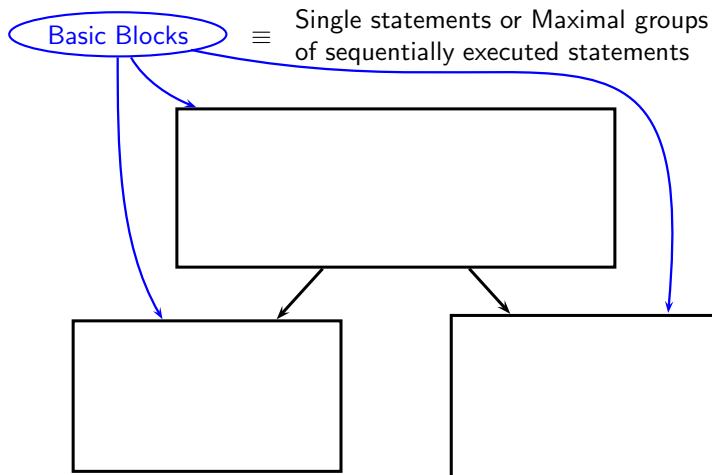 Basic Blocks ≡ Single statements or Maximal groups
of sequentially executed statements